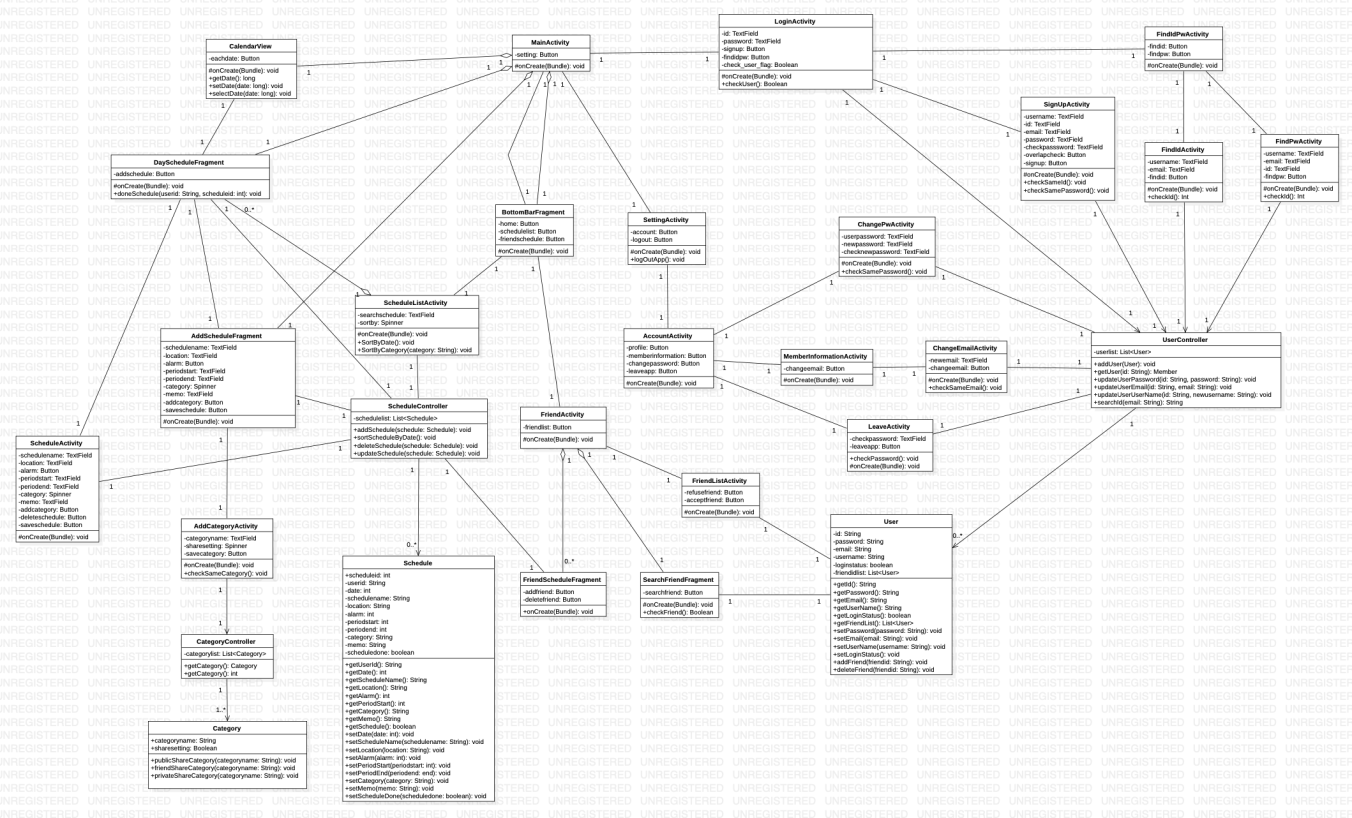 LoginActivity
-id: TextField
-password: TextField
-signup: Button
-findidpw: Button
-check_user_flag: Boolean
#onCreate(Bundle): void
+checkUser(): Boolean
FindIdPwActivity
-findid: Button
-findpw: Button
#onCreate(Bundle): void
MainActivity
-setting: Button
#onCreate(Bundle): void
CalendarView
-eachdate: Button
#onCreate(Bundle): void
+getDate(): long
+setDate(date: long): void
+selectDate(date: long): void
SignUpActivity
-username: TextField
-id: TextField
-email: TextField
-password: TextField
-checkpasssword: TextField
-overlapcheck: Button
-signup: Button
#onCreate(Bundle): void
+checkSameId(): void
+checkSamePassword(): void
FindIdActivity
-username: TextField
-email: TextField
-findid: Button
#onCreate(Bundle): void
+checkId(): Int
FindPwActivity
-username: TextField
-email: TextField
-id: TextField
-findpw: Button
#onCreate(Bundle): void
+checkId(): Int
DayScheduleFragment
-addschedule: Button
#onCreate(Bundle): void
+doneSchedule(userid: String, scheduleid: int): void
BottomBarFragment
-home: Button
-schedulelist: Button
-friendschedule: Button
#onCreate(Bundle): void
SettingActivity
-account: Button
-logout: Button
#onCreate(Bundle): void
+logOutApp(): void
ChangePwActivity
-userpassword: TextField
-newpassword: TextField
-checknewpassword: TextField
#onCreate(Bundle): void
+checkSamePassword(): void
ScheduleListActivity
-searchschedule: TextField
-sortby: Spinner
#onCreate(Bundle): void
+SortByDate(): void
+SortByCategory(category: String): void
AddScheduleFragment
-schedulename: TextField
-location: TextField
-alarm: Button
-periodstart: TextField
-periodend: TextField
-category: Spinner
-memo: TextField
-addcategory: Button
-saveschedule: Button
#onCreate(Bundle): void
AccountActivity
-profile: Button
-memberinformation: Button
-changepassword: Button
-leaveapp: Button
#onCreate(Bundle): void
MemberInformationActivity
-changeemail: Button
#onCreate(Bundle): void
ChangeEmailActivity
-newemail: TextField
-changeemail: Button
#onCreate(Bundle): void
+checkSameEmail(): void
UserController
-userlist: List<User>
+addUser(User): void
+getUser(id: String): Member
+updateUserPassword(id: String, password: String): void
+updateUserEmail(id: String, email: String): void
+updateUserUserName(id: String, newusername: String): void
+searchId(email: String): String
ScheduleController
-schedulelist: List<Schedule>
+addSchedule(schedule: Schedule): void
+sortScheduleByDate(): void
+deleteSchedule(schedule: Schedule): void
+updateSchedule(schedule: Schedule): void
FriendActivity
-friendlist: Button
#onCreate(Bundle): void
LeaveActivity
-checkpassword: TextField
-leaveapp: Button
+checkPassword(): void
#onCreate(Bundle): void
ScheduleActivity
-schedulename: TextField
-location: TextField
-alarm: Button
-periodstart: TextField
-periodend: TextField
-category: Spinner
-memo: TextField
-addcategory: Button
-deleteschedule: Button
-saveschedule: Button
#onCreate(Bundle): void
FriendListActivity
-refusefriend: Button
-acceptfriend: Button
#onCreate(Bundle): void
AddCategoryActivity
-categoryname: TextField
-sharesetting: Spinner
-savecategory: Button
#onCreate(Bundle): void
+checkSameCategory(): void
User
-id: String
-password: String
-email: String
-username: String
-loginstatus: boolean
-friendidlist: List<User>
+getId(): String
+getPassword(): String
+getEmail(): String
+getUserName(): String
+getLoginStatus(): boolean
+getFriendList(): List<User>
+setPassword(password: String): void
+setEmail(email: String): void
+setUserName(username: String): void
+setLoginStatus(): void
+addFriend(friendid: String): void
+deleteFriend(friendid: String): void
Schedule
+scheduleid: int
-userid: String
-date: int
-schedulename: String
-location: String
-alarm: int
-periodstart: int
-periodend: int
-category: String
-memo: String
-scheduledone: boolean
+getUserId(): String
+getDate(): int
+getScheduleName(): String
+getLocation(): String
+getAlarm(): int
+getPeriodStart(): int
+getCategory(): String
+getMemo(): String
+getSchedule(): boolean
+setDate(date: int): void
+setScheduleName(schedulename: String): void
+setLocation(location: String): void
+setAlarm(alarm: int): void
+setPeriodStart(periodstart: int): void
+setPeriodEnd(periodend: end): void
+setCategory(category: String): void
+setMemo(memo: String): void
+setScheduleDone(scheduledone: boolean): void
FriendScheduleFragment
-addfriend: Button
-deletefriend: Button
+onCreate(Bundle): void
SearchFriendFragment
-searchfriend: Button
#onCreate(Bundle): void
+checkFriend(): Boolean
CategoryController
-categorylist: List<Category>
+getCategory(): Category
+getCategory(): int
Category
+categoryname: String
+sharesetting: Boolean
+publicShareCategory(categoryname: String): void
+friendShareCategory(categoryname: String): void
+privateShareCategory(categoryname: String): void
0..*
0..*
0..*
0..*
1..*